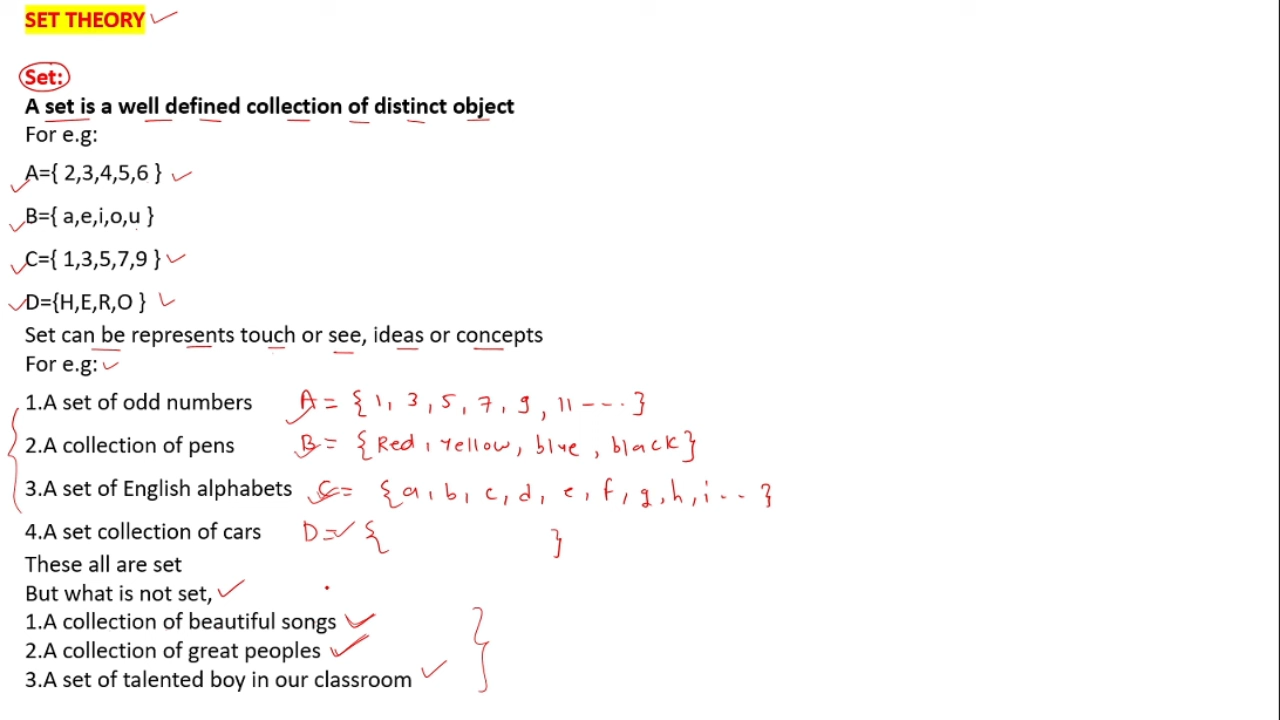 SET THEORY
Set:
A set is a well defined collection of distinct object
For e.g:
A={ 2,3,4,5,6 }
B={ a,e,i,o,u }
C={ 1,3,5,7,9 }
D={H,E,R,O }
Set can be represents touch or see, ideas or concepts
For e.g:
1.A set of odd numbers A = { 1, 3, 5, 7, 9, 11 ---- }
2.A collection of pens B = { Red, Yellow, blue, black}
3.A set of English alphabets C= {a, b, c, d, e, f, g, h, i -- }
4.A set collection of cars D= { }
These all are set
But what is not set,
1.A collection of beautiful songs
2.A collection of great peoples
3.A set of talented boy in our classroom